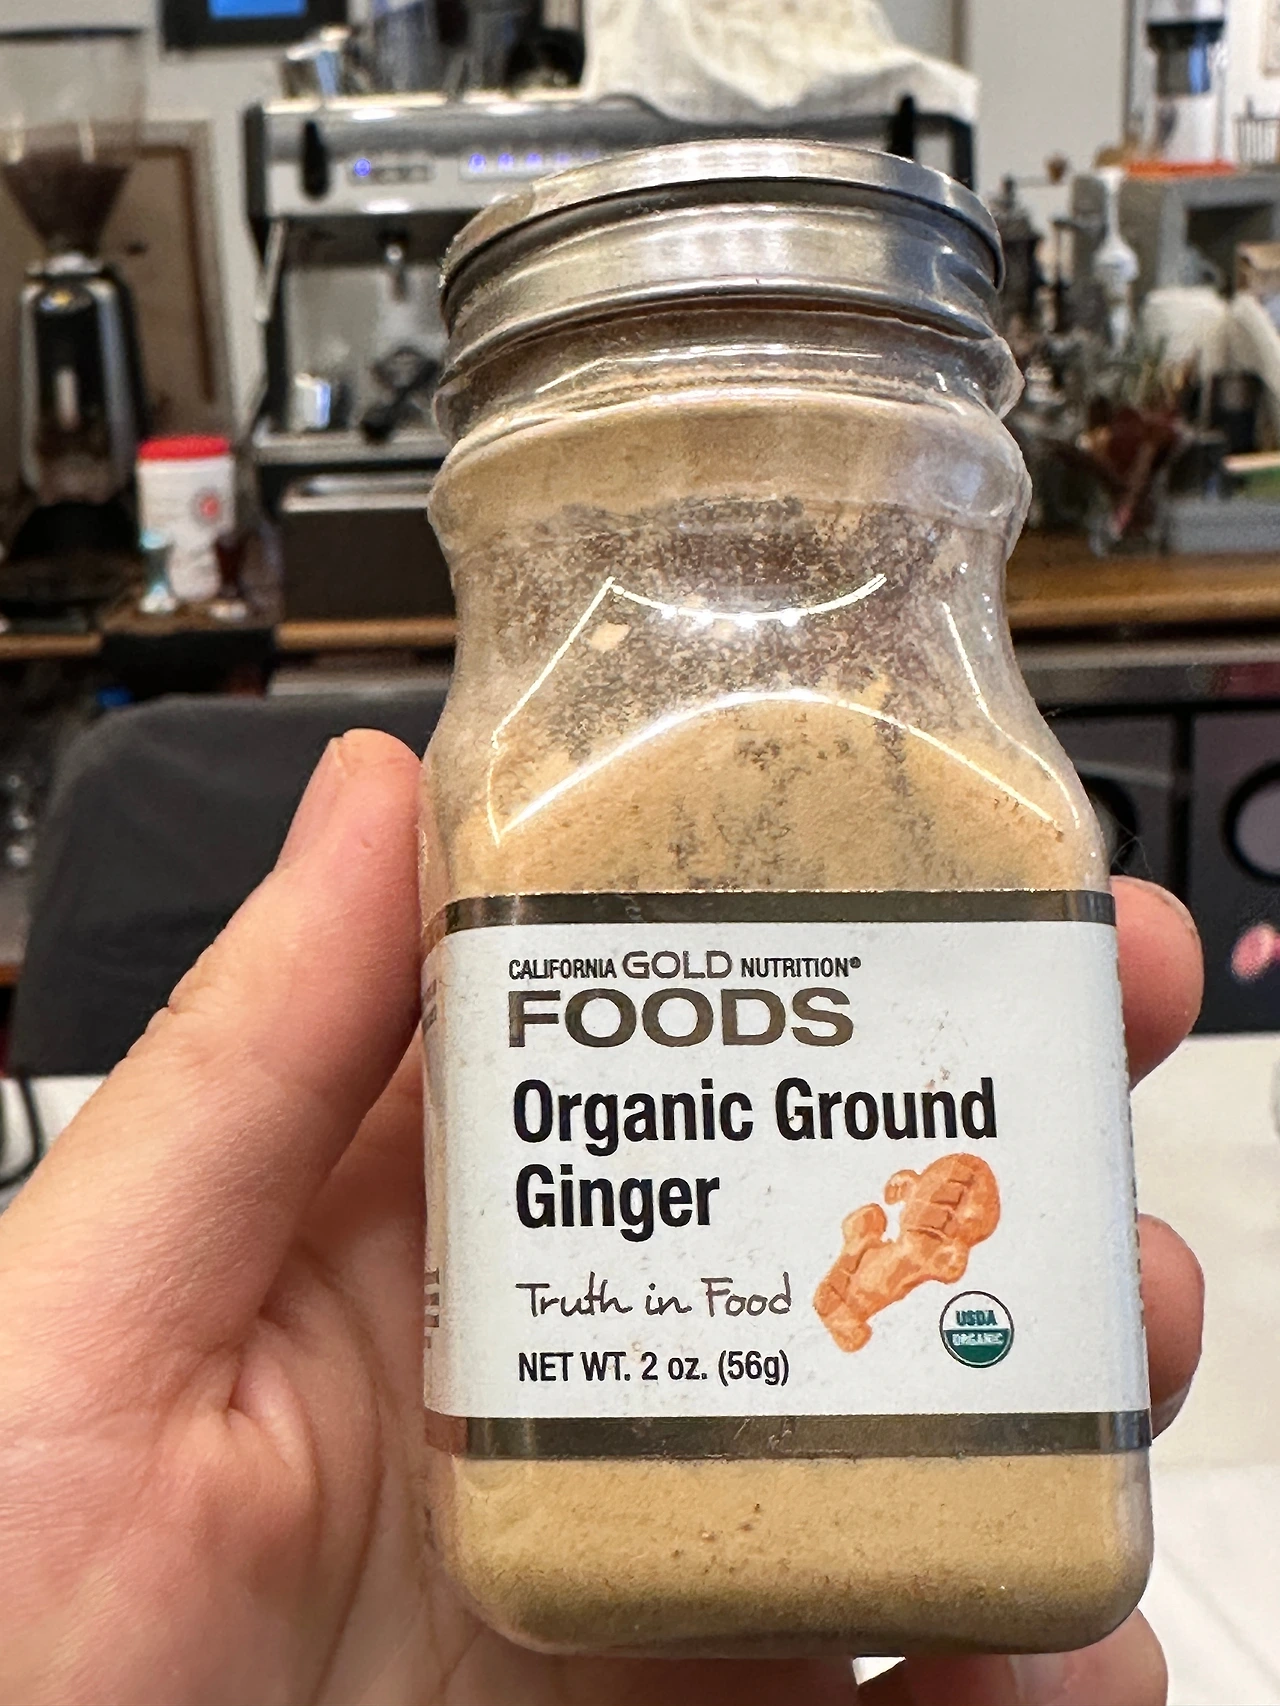 CALIFORNIA GOLD NUTRITION®
FOODS
Organic Ground
Ginger
Truth in Food
USDA
ORGANIC
NET WT. 2 oz. (56g)